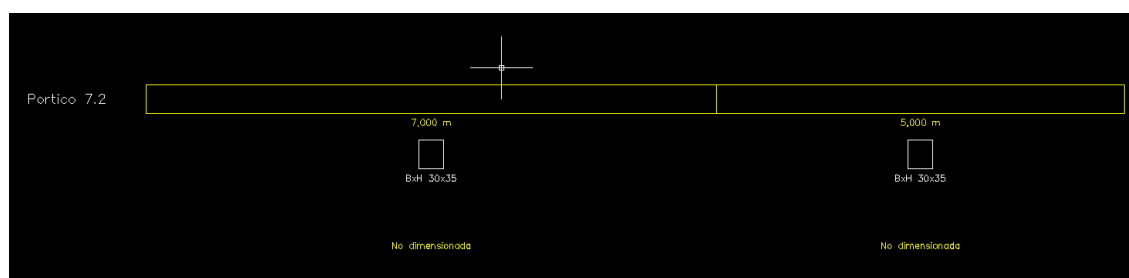 Portico 7.2
7,000 m
5,000 m
BxH 30x35
BxH 30x35
No dimensionada
No dimensionada